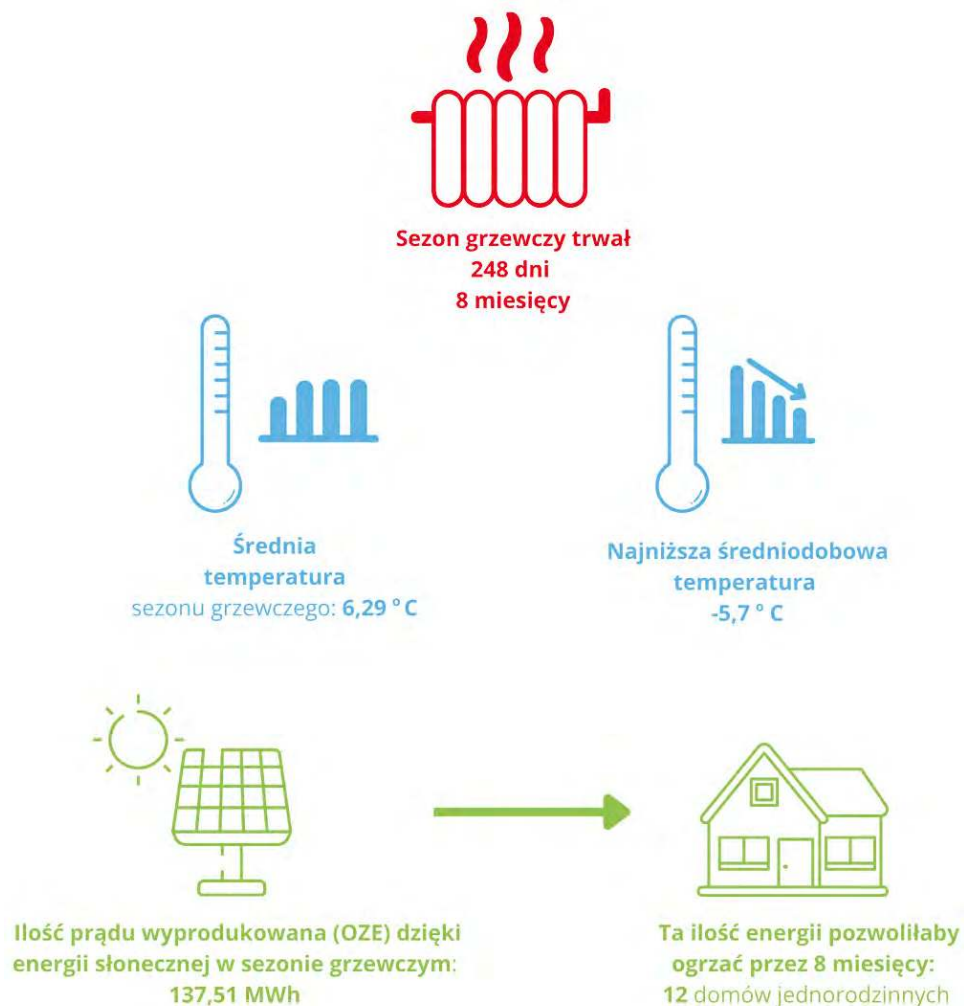 Sezon grzewczy trwał
248 dni
8 miesięcy
Średnia
temperatura
sezonu grzewczego: 6,29 ° C
Najniższa średniodobowa
temperatura
-5,7 ° C
Ilość prądu wyprodukowana (OZE) dzięki
energii słonecznej w sezonie grzewczym:
137,51 MWh
Ta ilość energii pozwoliłaby
ogrzać przez 8 miesięcy:
12 domów jednorodzinnych